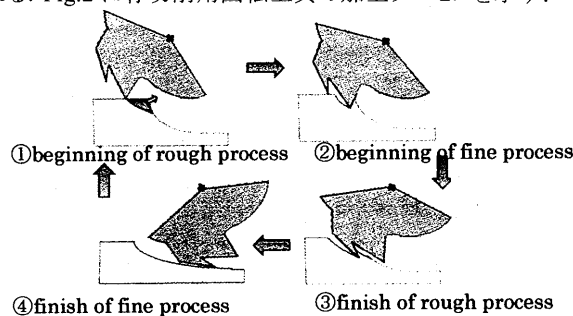 ①beginning of rough process
②beginning of fine process
④finish of fine process
③finish of rough process